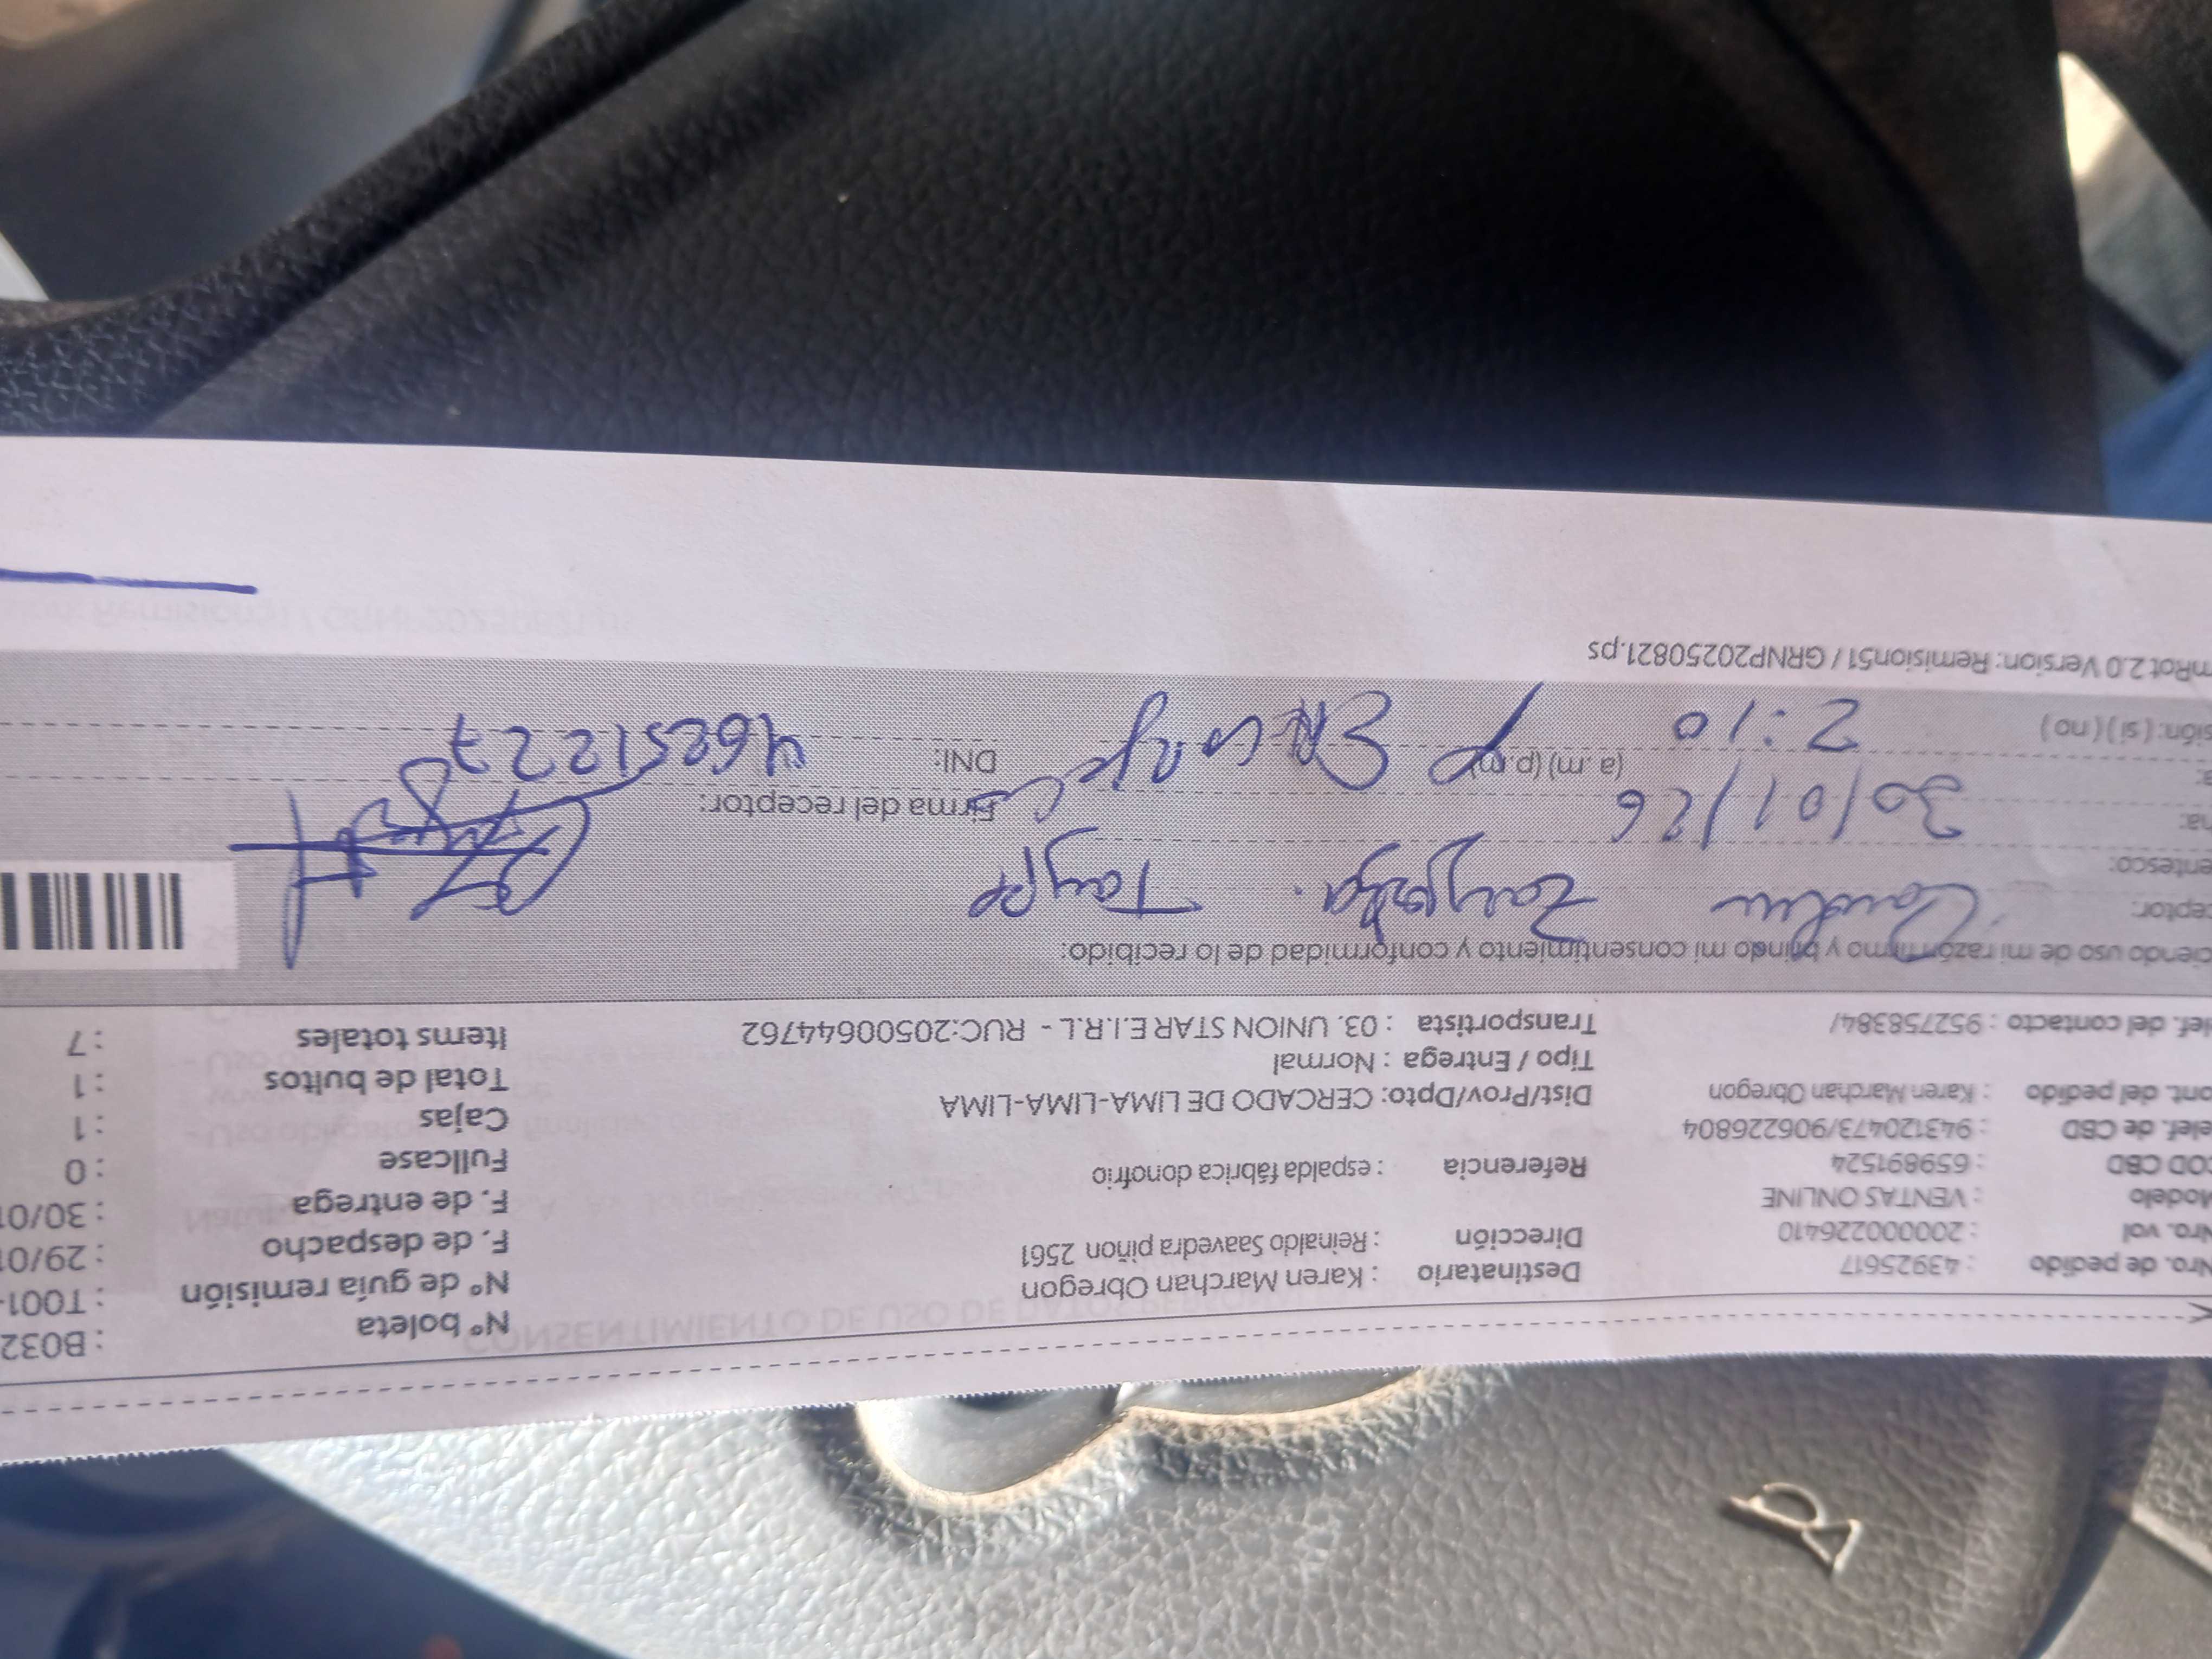 Nro. de pedido : 43925617 Destinatario : Karen Marchan Obregon N° boleta : B032
Nro. val : 200000226410 Dirección : Reinaldo Saavedra piñon 2561 N° de guía remisión : T001-
Modelo : VENTAS ONLINE F. de despacho : 29/01
COD CBD : 659891524 Referencia : espalda fábrica donofrio F. de entrega : 30/01
elef. de CBD : 943120473/906226804 Fullcase : 0
ont. del pedido : Karen Marchan Obregon Dist/Prov/Dpto: CERCADO DE LIMA-LIMA-LIMA Cajas : 1
elef. del contacto : 952758384/ Tipo / Entrega : Normal Total de bultos : 1
Transportista : 03. UNION STAR E.I.R.L - RUC:20500644762 Items totales : 7
ciendo uso de mi razón firmo y brindo mi consentimiento y conformidad de lo recibido:
eptor: Taype
entesco:
na: 30/01/26 Firma del receptor:
a: 2:10 (a.m) (p.m) DNI: 46251227
sión: (si) (no)
mRot 2.0 Version: Remision51 / GRNP20250821.ps